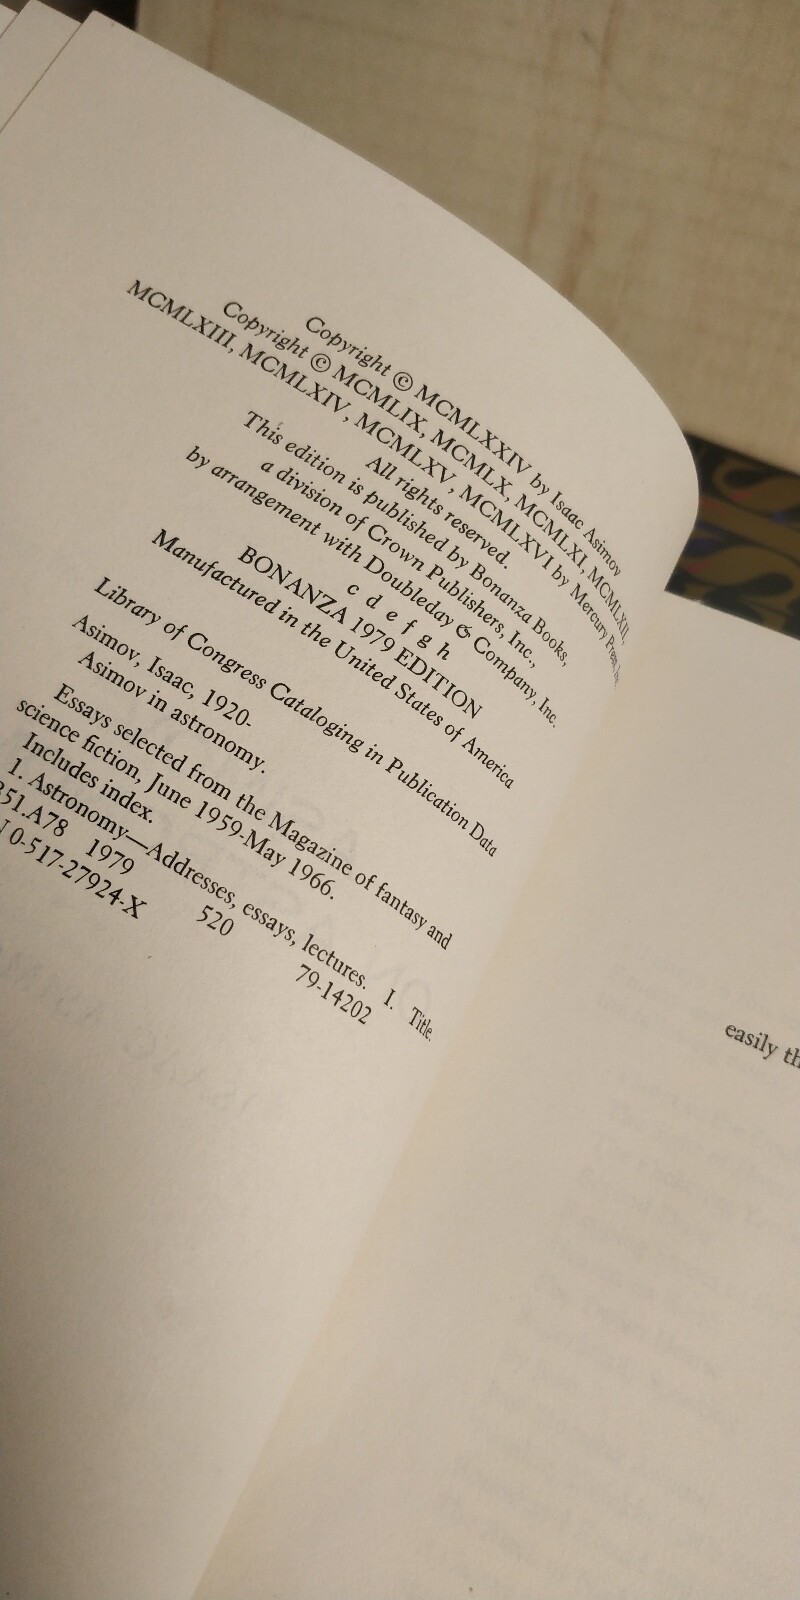 Copyright © MCMLXXIV by Isaac Asimov
Copyright © MCMLIX, MCMLX, MCMLXI, MCMLXII,
MCMLXIII, MCMLXIV, MCMLXV, MCMLXVI by Mercury Press,
All rights reserved.
This edition is published by Bonanza Books,
a division of Crown Publishers, Inc.,
by arrangement with Doubleday & Company, Inc.
c d e f g h
BONANZA 1979 EDITION
Manufactured in the United States of America
Library of Congress Cataloging in Publication Data
Asimov, Isaac, 1920-
Asimov in astronomy.
Essays selected from the Magazine of fantasy and
science fiction, June 1959-May 1966.
Includes index.
1. Astronomy—Addresses, essays, lectures. I. Title.
51.A78 1979 520 79-14202
0-517-27924-X
easily th